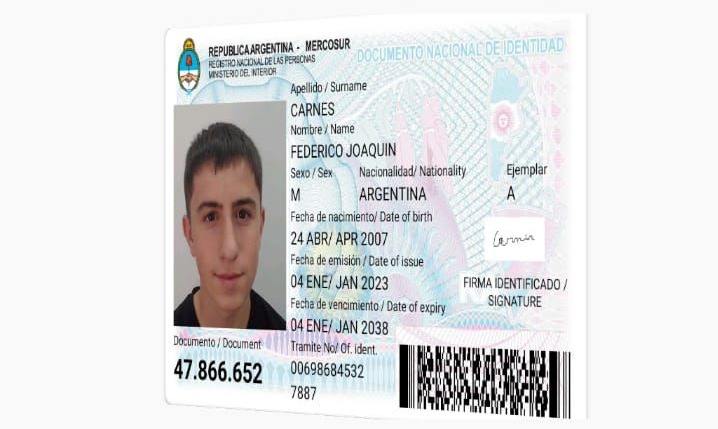 REPUBLICA ARGENTINA - MERCOSUR
REGISTRO NACIONAL DE LAS PERSONAS
MINISTERIO DEL INTERIOR
DOCUMENTO NACIONAL DE IDENTIDAD
Apellido / Surname
CARNES
Nombre / Name
FEDERICO JOAQUIN
Sexo / Sex Nacionalidad/ Nationality Ejemplar
M ARGENTINA A
Fecha de nacimiento/ Date of birth
24 ABR/ APR 2007
Fecha de emisión / Date of issue
04 ENE/ JAN 2023
Fecha de vencimiento / Date of expiry
04 ENE/ JAN 2038
FIRMA IDENTIFICADO /
SIGNATURE
Documento / Document
47.866.652
Tramite No/ Of. ident.
00698684532
7887